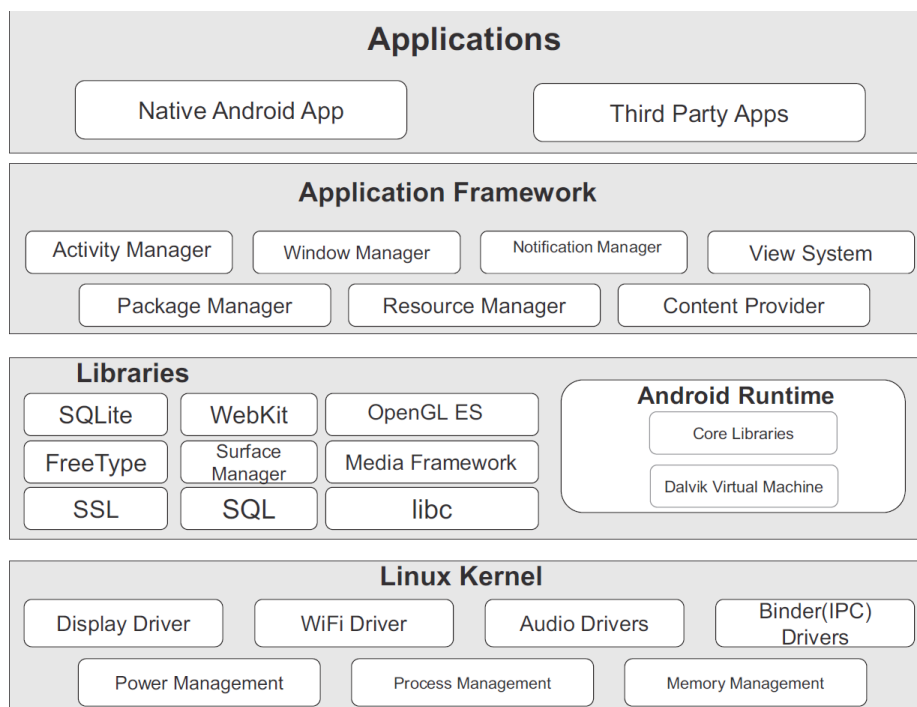 Applications
Native Android App
Third Party Apps
Application Framework
Activity Manager
Window Manager
Notification Manager
View System
Package Manager
Resource Manager
Content Provider
Libraries
SQLite
WebKit
OpenGL ES
FreeType
Surface
Manager
Media Framework
SSL
SQL
libc
Android Runtime
Core Libraries
Dalvik Virtual Machine
Linux Kernel
Display Driver
WiFi Driver
Audio Drivers
Binder(IPC)
Drivers
Power Management
Process Management
Memory Management